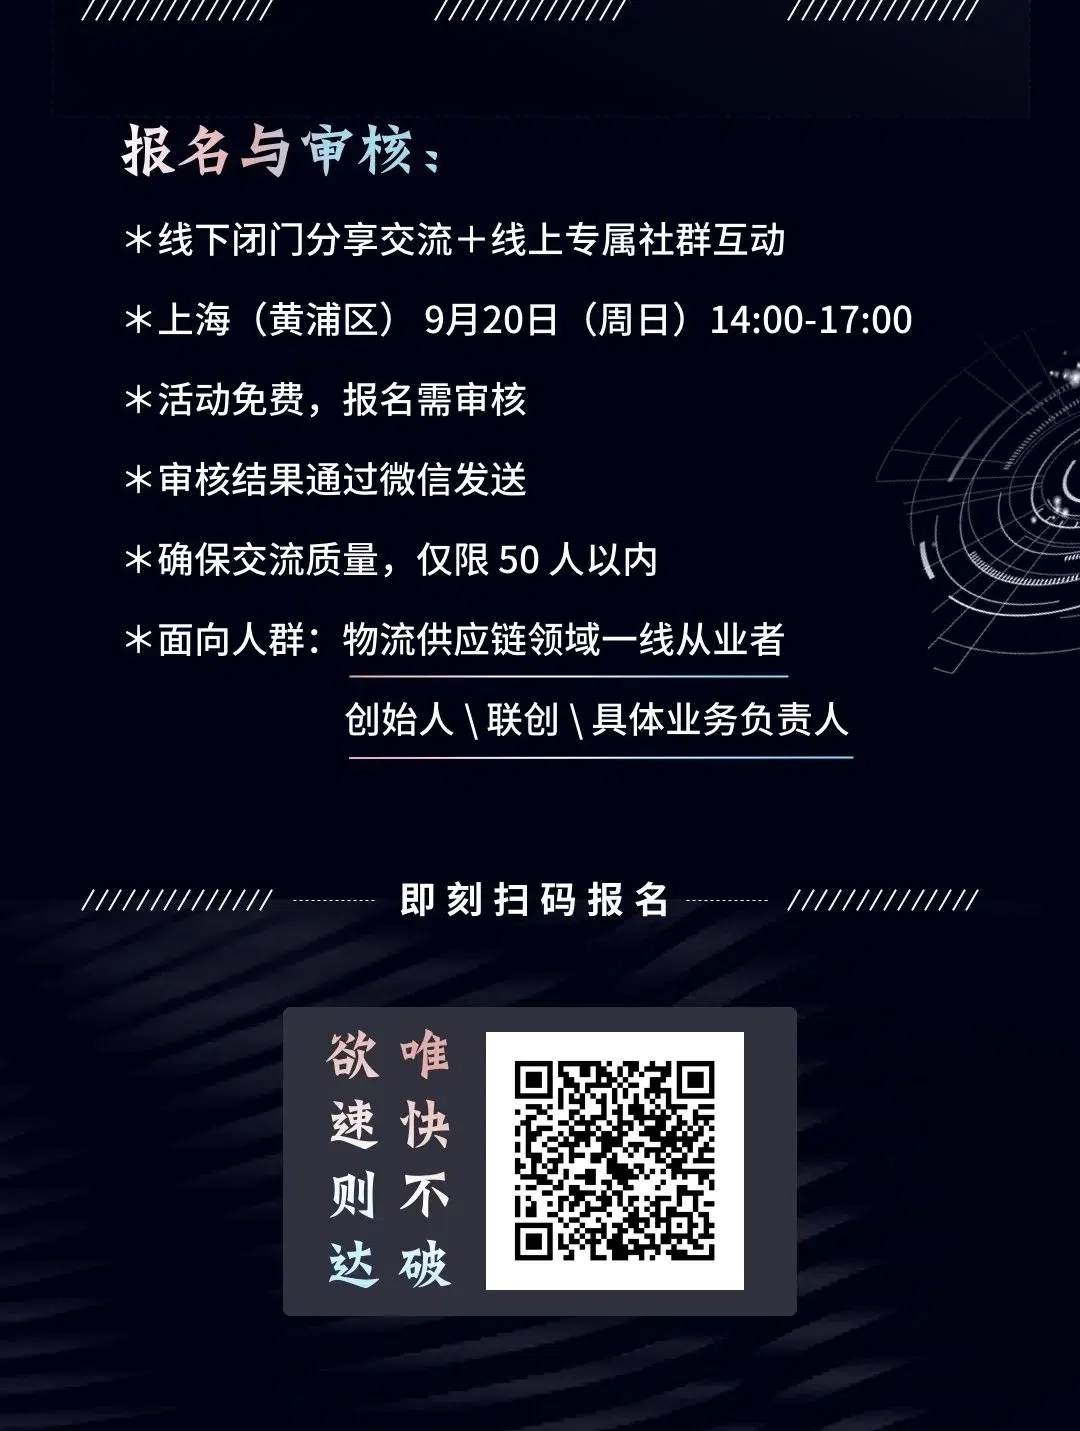 报名与审核：
＊线下闭门分享交流＋线上专属社群互动
＊上海（黄浦区） 9月20日（周日）14:00-17:00
＊活动免费，报名需审核
＊审核结果通过微信发送
＊确保交流质量，仅限 50 人以内
＊面向人群：物流供应链领域一线从业者
创始人 \ 联创 \ 具体业务负责人
即刻扫码报名
唯快不破
欲速则达